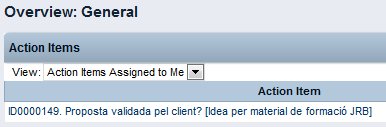 Overview: General
Action Items
View: Action Items Assigned to Me
Action Item
ID0000149. Proposta validada pel client? [Idea per material de formació JRB]